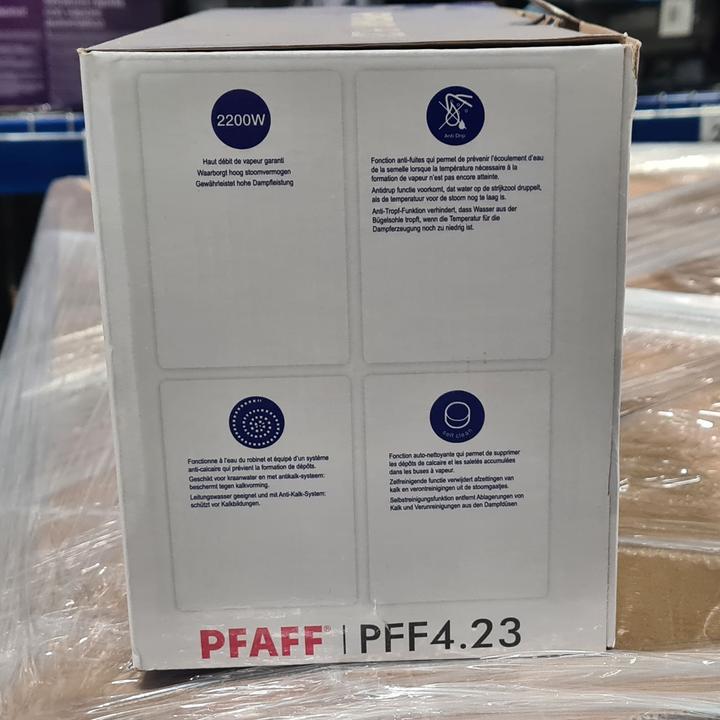 2200W
Haut débit de vapeur garanti
Waarborgt hoog stoomvermogen
Gewährleistet hohe Dampfleistung
Anti Drip
Fonction anti-fuites qui permet de prévenir l'écoulement d'eau
de la semelle lorsque la température nécessaire à la
formation de vapeur n'est pas encore atteinte.
Antidrup functie voorkomt, dat water op de strijkzool druppelt,
als de temperatuur voor de stoom nog te laag is.
Anti-Tropf-Funktion verhindert, dass Wasser aus der
Bügelsohle tropft, wenn die Temperatur für die
Dampferzeugung noch zu niedrig ist.
Fonctionne à l'eau du robinet et équipé d'un système
anti-calcaire qui prévient la formation de dépôts.
Geschikt voor kraanwater en met antikalk-systeem:
beschermt tegen kalkvorming.
Leitungswasser geeignet und mit Anti-Kalk-System:
schützt vor Kalkbildungen.
self clean
Fonction auto-nettoyante qui permet de supprimer
les dépôts de calcaire et les saletés accumulées
dans les buses à vapeur.
Zelfreinigende functie verwijdert afzettingen van
kalk en verontreinigingen uit de stoomgaatjes.
Selbstreinigungsfunktion entfernt Ablagerungen von
Kalk und Verunreinigungen aus den Dampfdüsen
PFAFF® | PFF4.23